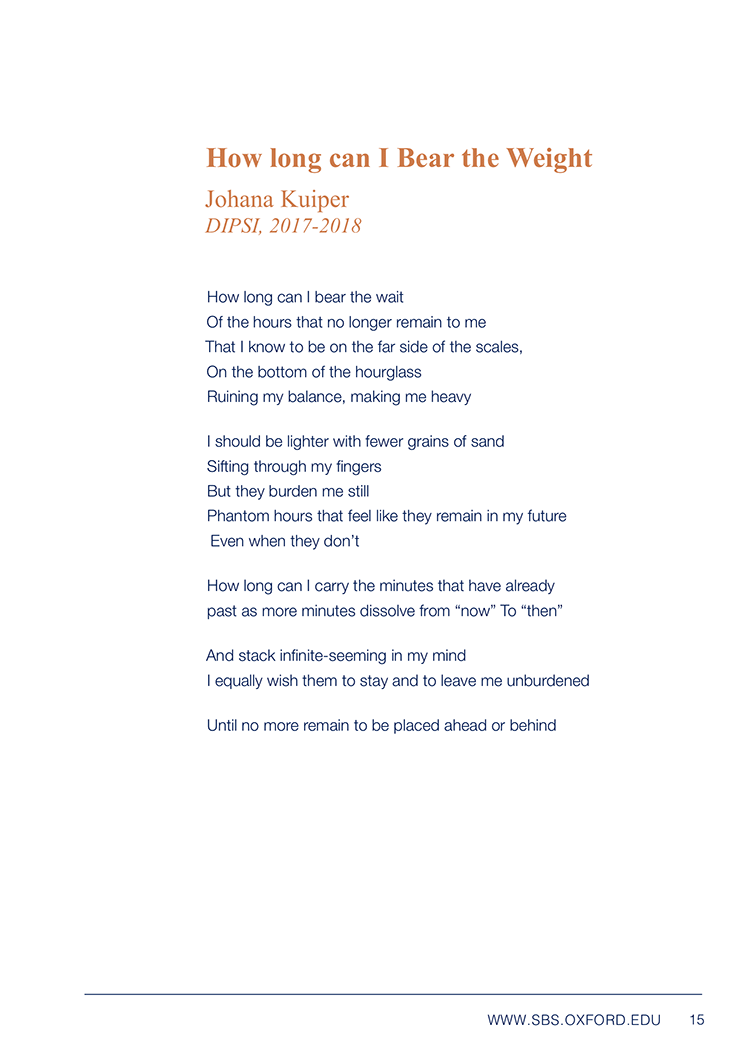 How long can I Bear the Weight
Johana Kuiper
DIPSI, 2017-2018
How long can I bear the wait
Of the hours that no longer remain to me
That I know to be on the far side of the scales,
On the bottom of the hourglass
Ruining my balance, making me heavy
I should be lighter with fewer grains of sand
Sifting through my fingers
But they burden me still
Phantom hours that feel like they remain in my future
Even when they don’t
How long can I carry the minutes that have already
past as more minutes dissolve from “now” To “then”
And stack infinite-seeming in my mind
I equally wish them to stay and to leave me unburdened
Until no more remain to be placed ahead or behind
WWW.SBS.OXFORD.EDU 15